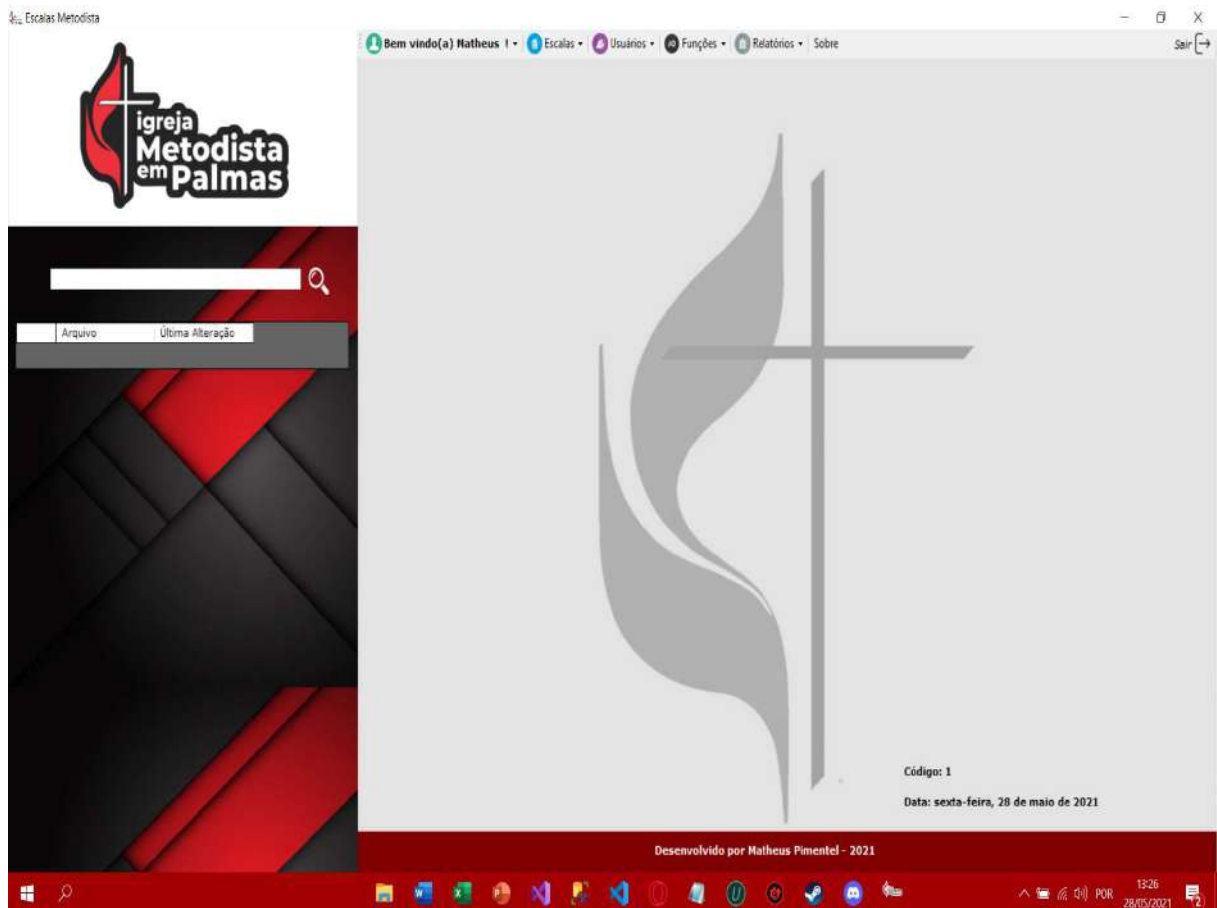 Escalas Metodista
Bem vindo(a) Matheus ! Escalas Usuários Funções Relatórios Sobre Sair
igreja
Metodista
em Palmas
Arquivo Última Alteração
Código: 1
Data: sexta-feira, 28 de maio de 2021
Desenvolvido por Matheus Pimentel - 2021
POR 13:26
28/05/2021
2